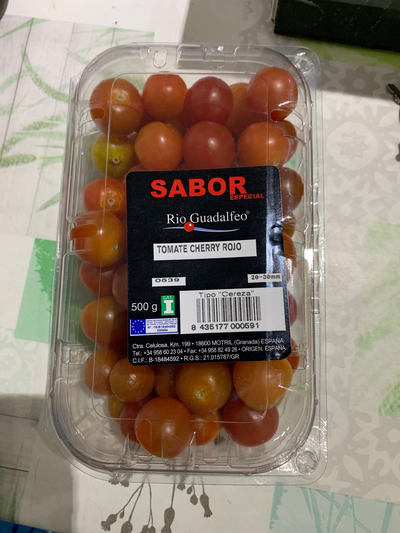 SABOR
ESPECIAL
Rio Guadalfeo
TOMATE CHERRY ROJO
0539 20-30mm
Tipo "Cereza"
500 g CAT. I
8 435177 000591
Ctra. Celulosa, Km. 199 • 18600 MOTRIL (Granada) ESPAÑA
Tel.: +34 958 60 23 04 • Fax: +34 958 82 49 26 • ORIGEN: ESPAÑA
C.I.F.: B-18484592 • R.G.S.: 21.015787/GR